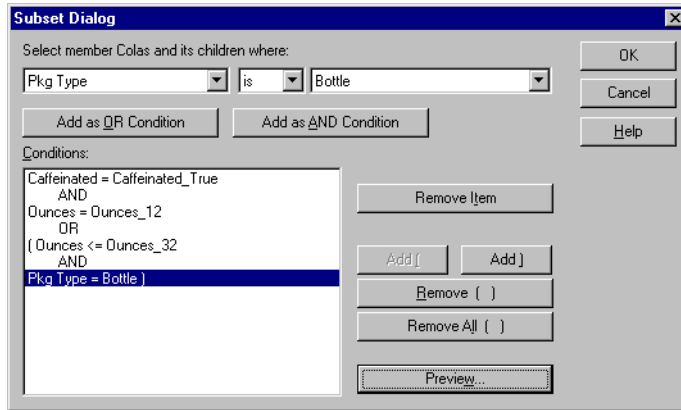 Subset Dialog
Select member Colas and its children where:
Pkg Type is Bottle
OK
Cancel
Help
Add as OR Condition Add as AND Condition
Conditions:
Caffeinated = Caffeinated_True
AND
Ounces = Ounces_12
OR
( Ounces <= Ounces_32
AND
Pkg Type = Bottle )
Remove Item
Add ( Add )
Remove ( )
Remove All ( )
Preview...